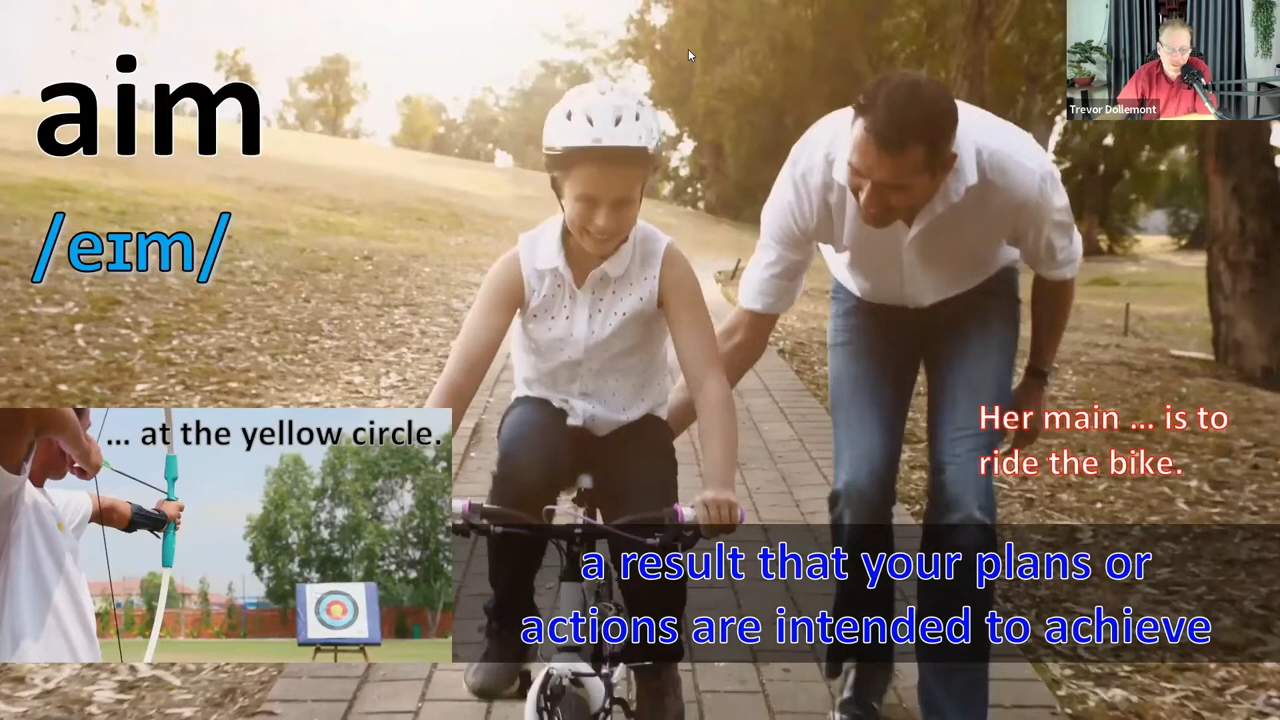 aim
/eɪm/
Trevor Dollemont
... at the yellow circle.
Her main ... is to
ride the bike.
a result that your plans or
actions are intended to achieve